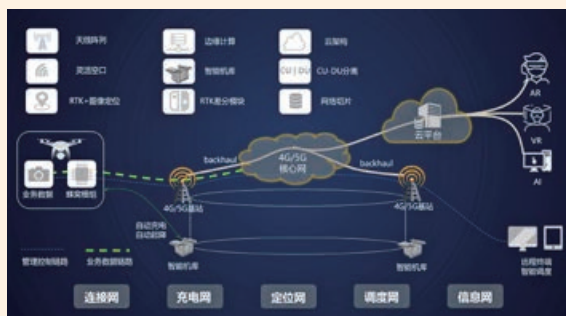 天线阵列
边缘计算
云架构
灵活空口
智能机库
CU | DU
CU-DU分离
RTK+图像定位
RTK差分模块
网络切片
AR
VR
AI
云平台
4G/5G
核心网
backhaul
backhaul
业务数据
蜂窝模组
4G/5G基站
4G/5G基站
自动充电
自动起降
智能机库
智能机库
远程终端
智能调度
管理控制链路
业务数据链路
连接网
充电网
定位网
调度网
信息网